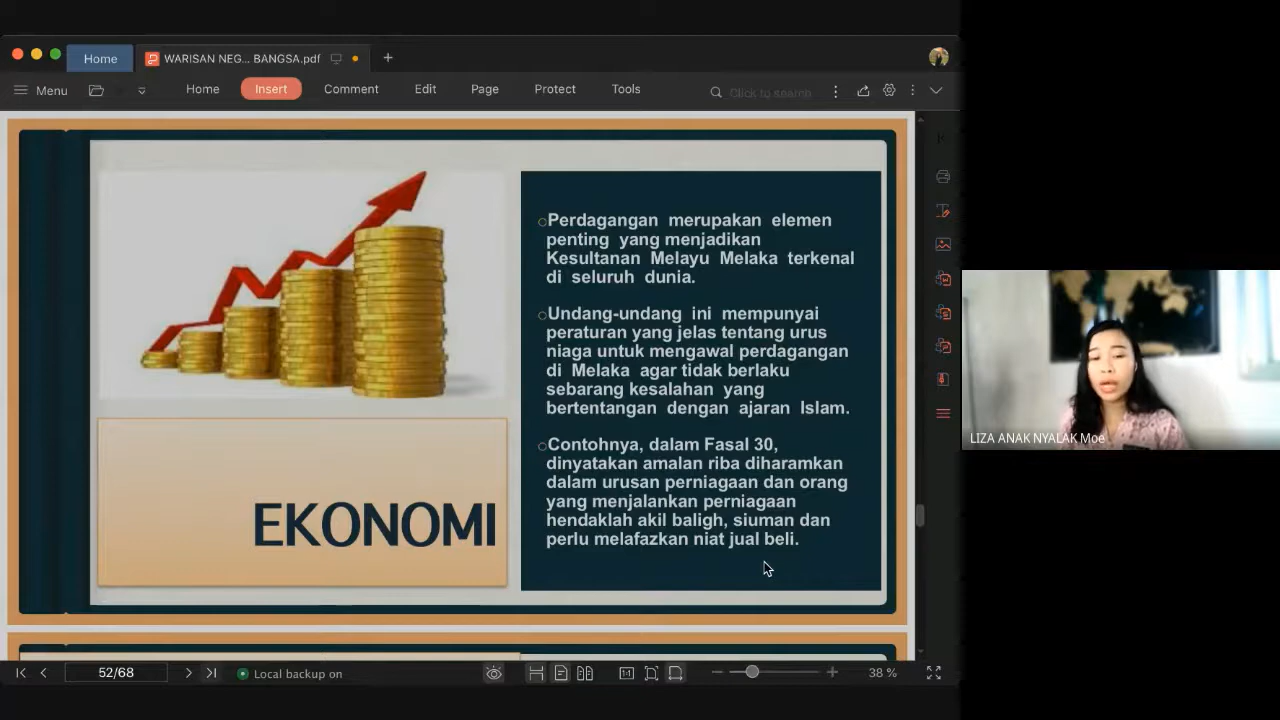 Home
WARISAN NEG... BANGSA.pdf
Menu
Home
Insert
Comment
Edit
Page
Protect
Tools
Click to search
Perdagangan merupakan elemen
penting yang menjadikan
Kesultanan Melayu Melaka terkenal
di seluruh dunia.
Undang-undang ini mempunyai
peraturan yang jelas tentang urus
niaga untuk mengawal perdagangan
di Melaka agar tidak berlaku
sebarang kesalahan yang
bertentangan dengan ajaran Islam.
Contohnya, dalam Fasal 30,
dinyatakan amalan riba diharamkan
dalam urusan perniagaan dan orang
yang menjalankan perniagaan
hendaklah akil baligh, siuman dan
perlu melafazkan niat jual beli.
EKONOMI
LIZA ANAK NYALAK Moe
52/68
Local backup on
1:1
38 %